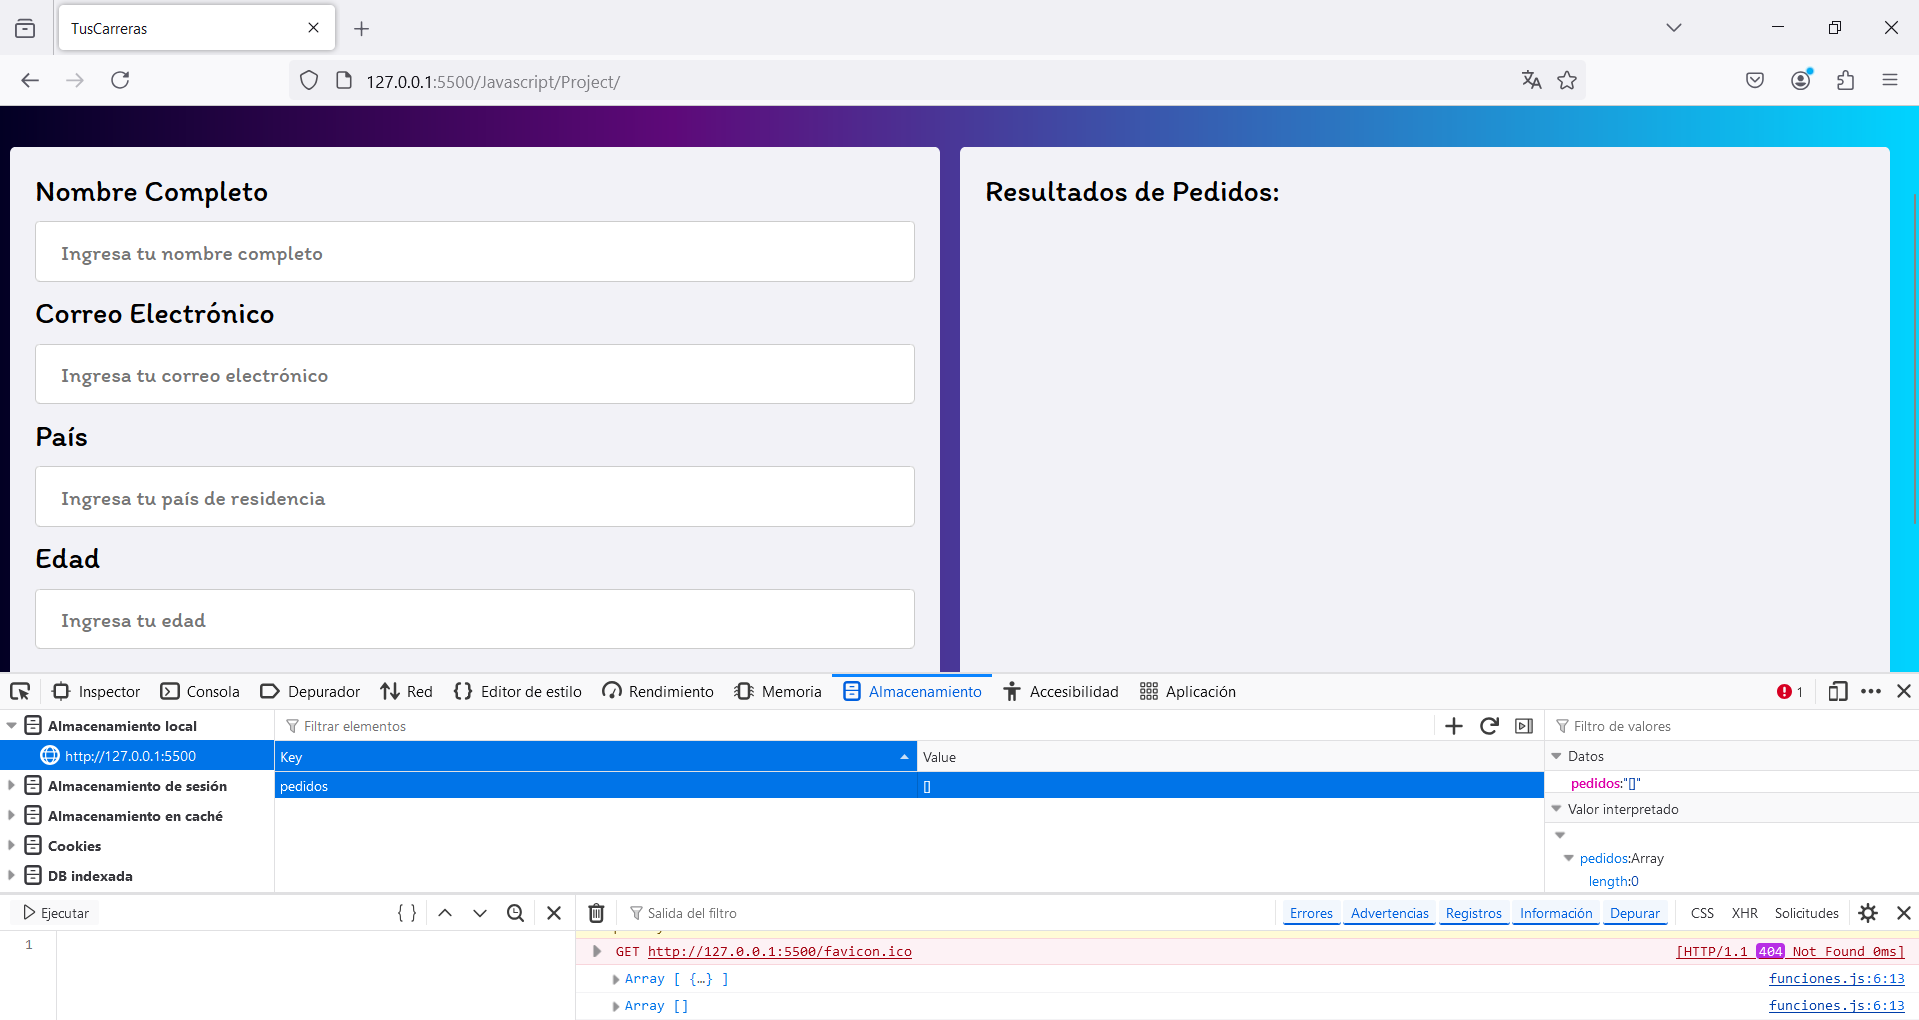 TusCarreras
127.0.0.1:5500/Javascript/Project/
Nombre Completo
Ingresa tu nombre completo
Correo Electrónico
Ingresa tu correo electrónico
País
Ingresa tu país de residencia
Edad
Ingresa tu edad
Resultados de Pedidos:
Inspector Consola Depurador Red Editor de estilo Rendimiento Memoria Almacenamiento Accesibilidad Aplicación 1
Almacenamiento local
http://127.0.0.1:5500
Almacenamiento de sesión
Almacenamiento en caché
Cookies
DB indexada
Filtrar elementos
Key Value
pedidos []
Filtro de valores
Datos
pedidos:"[]"
Valor interpretado
pedidos:Array
length:0
Ejecutar
1
Salida del filtro Errores Advertencias Registros Información Depurar CSS XHR Solicitudes
GET http://127.0.0.1:5500/favicon.ico [HTTP/1.1 404 Not Found 0ms]
Array [ {…} ] funciones.js:6:13
Array [] funciones.js:6:13